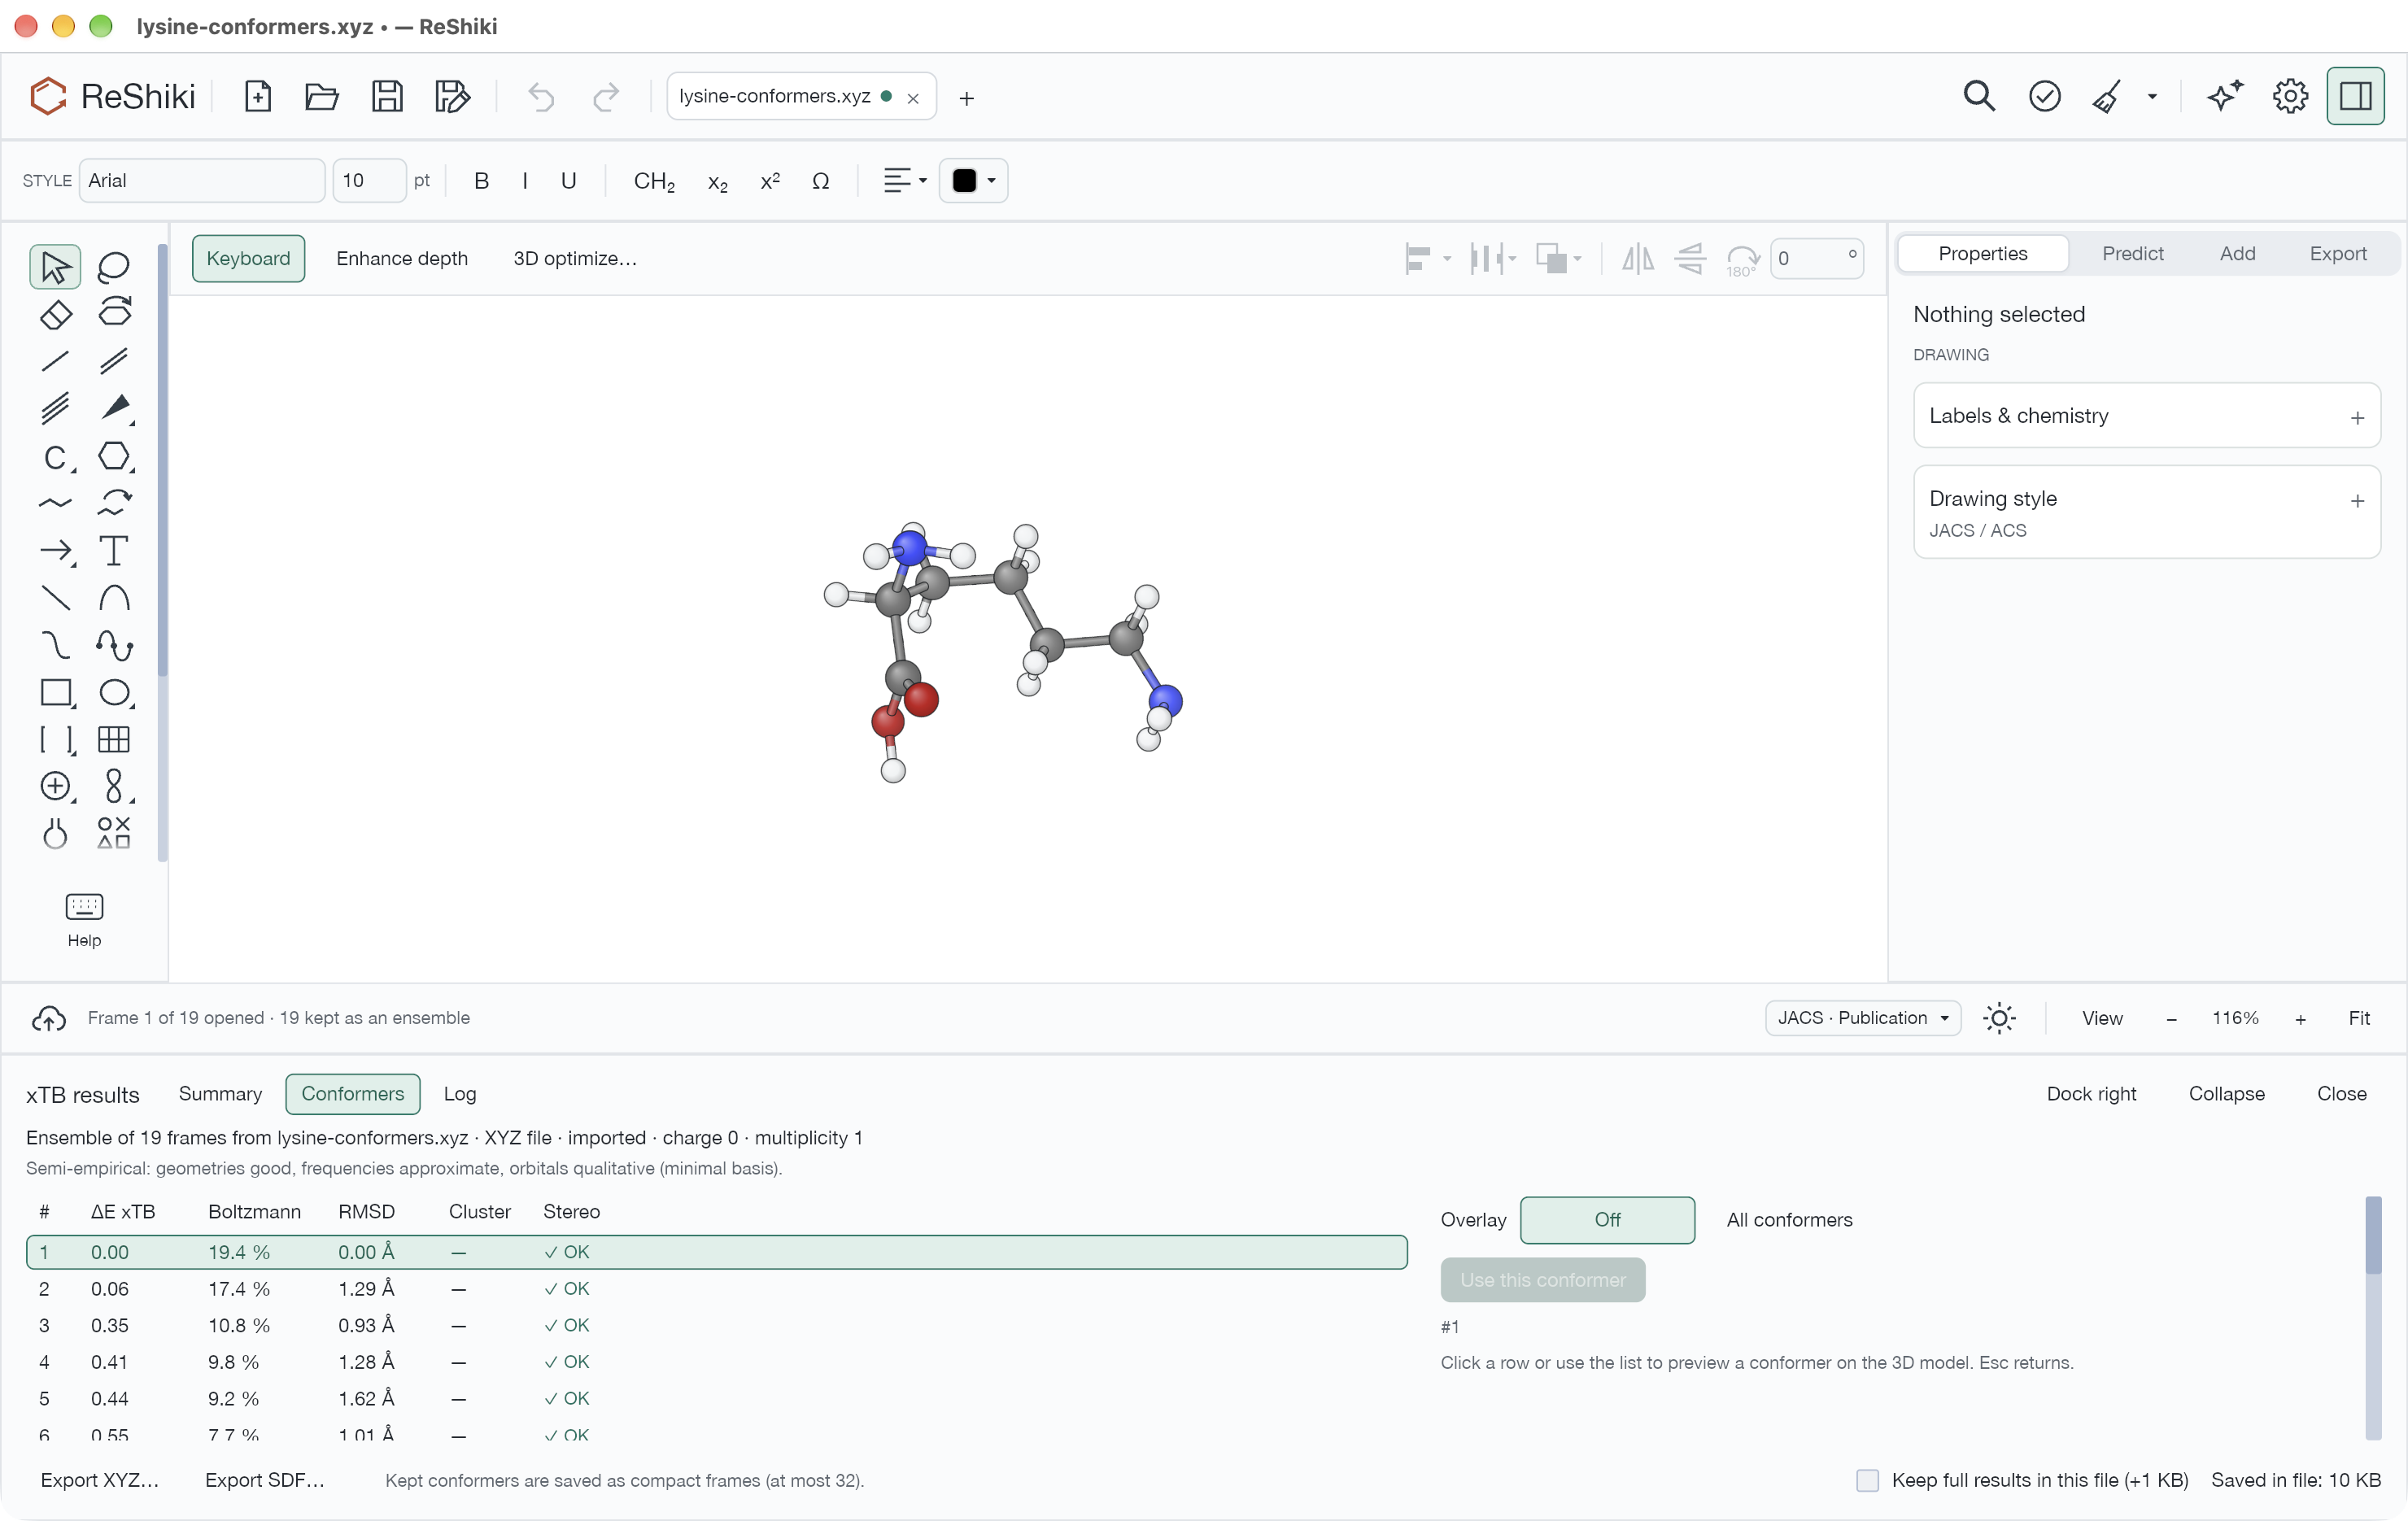 lysine-conformers.xyz • — ReShiki
ReShiki
lysine-conformers.xyz
STYLE Arial 10 pt B I U CH₂ x₂ x² Ω
Keyboard Enhance depth 3D optimize... 180° 0 °
Properties Predict Add Export
Nothing selected
DRAWING
Labels & chemistry +
Drawing style +
JACS / ACS
C
T
Help
Frame 1 of 19 opened · 19 kept as an ensemble
JACS · Publication View − 116% + Fit
xTB results Summary Conformers Log Dock right Collapse Close
Ensemble of 19 frames from lysine-conformers.xyz · XYZ file · imported · charge 0 · multiplicity 1
Semi-empirical: geometries good, frequencies approximate, orbitals qualitative (minimal basis).
# ΔE xTB Boltzmann RMSD Cluster Stereo
1 0.00 19.4 % 0.00 Å — ✓ OK
2 0.06 17.4 % 1.29 Å — ✓ OK
3 0.35 10.8 % 0.93 Å — ✓ OK
4 0.41 9.8 % 1.28 Å — ✓ OK
5 0.44 9.2 % 1.62 Å — ✓ OK
6 0.55 7.7 % 1.01 Å — ✓ OK
Overlay Off All conformers
Use this conformer
#1
Click a row or use the list to preview a conformer on the 3D model. Esc returns.
Export XYZ... Export SDF... Kept conformers are saved as compact frames (at most 32).
Keep full results in this file (+1 KB) Saved in file: 10 KB